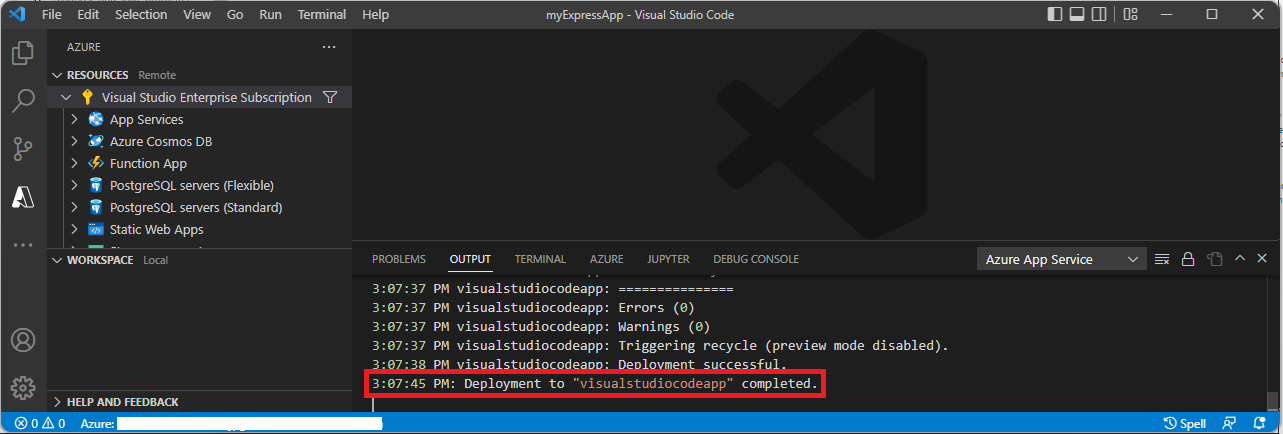 File Edit Selection View Go Run Terminal Help myExpressApp - Visual Studio Code
AZURE
RESOURCES Remote
Visual Studio Enterprise Subscription
App Services
Azure Cosmos DB
Function App
PostgreSQL servers (Flexible)
PostgreSQL servers (Standard)
Static Web Apps
WORKSPACE Local
HELP AND FEEDBACK
PROBLEMS OUTPUT TERMINAL AZURE JUPYTER DEBUG CONSOLE Azure App Service
3:07:37 PM visualstudiocodeapp: ===============
3:07:37 PM visualstudiocodeapp: Errors (0)
3:07:37 PM visualstudiocodeapp: Warnings (0)
3:07:37 PM visualstudiocodeapp: Triggering recycle (preview mode disabled).
3:07:38 PM visualstudiocodeapp: Deployment successful.
3:07:45 PM: Deployment to "visualstudiocodeapp" completed.
0 0 Azure: Spell